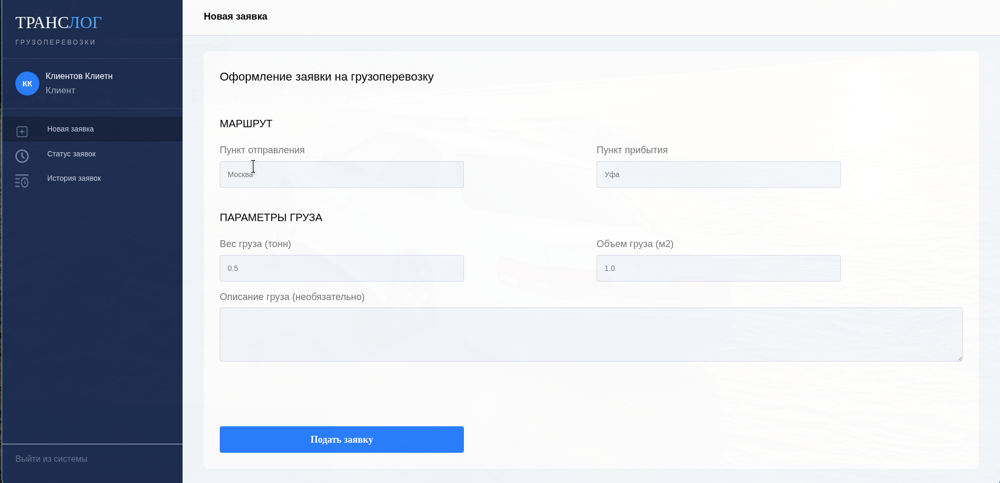 ТРАНСЛОГ
ГРУЗОПЕРЕВОЗКИ
КК
Клиентов Клиетн
Клиент
Новая заявка
Статус заявок
История заявок
Выйти из системы
Новая заявка
Оформление заявки на грузоперевозку
МАРШРУТ
Пункт отправления
Пункт прибытия
Москва
Уфа
ПАРАМЕТРЫ ГРУЗА
Вес груза (тонн)
Объем груза (м2)
0.5
1.0
Описание груза (необязательно)
Подать заявку